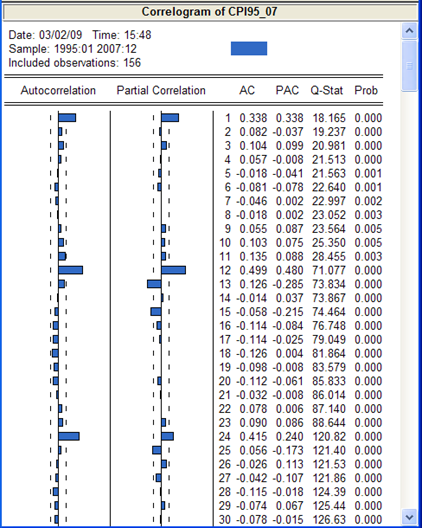 Correlogram of CPI95_07
Date: 03/02/09 Time: 15:48
Sample: 1995:01 2007:12
Included observations: 156
Autocorrelation Partial Correlation AC PAC Q-Stat Prob
1 0.338 0.338 18.165 0.000
2 0.082 -0.037 19.237 0.000
3 0.104 0.099 20.981 0.000
4 0.057 -0.008 21.513 0.000
5 -0.018 -0.041 21.563 0.001
6 -0.081 -0.078 22.640 0.001
7 -0.046 0.002 22.997 0.002
8 -0.018 0.002 23.052 0.003
9 0.055 0.087 23.564 0.005
10 0.103 0.075 25.350 0.005
11 0.135 0.088 28.455 0.003
12 0.499 0.480 71.077 0.000
13 0.126 -0.285 73.834 0.000
14 -0.014 0.037 73.867 0.000
15 -0.058 -0.215 74.464 0.000
16 -0.114 -0.084 76.748 0.000
17 -0.114 -0.025 79.049 0.000
18 -0.126 0.004 81.864 0.000
19 -0.098 -0.008 83.579 0.000
20 -0.112 -0.061 85.833 0.000
21 -0.032 -0.008 86.014 0.000
22 0.078 0.006 87.140 0.000
23 0.090 0.086 88.644 0.000
24 0.415 0.240 120.82 0.000
25 0.056 -0.173 121.40 0.000
26 -0.026 0.113 121.53 0.000
27 -0.042 -0.107 121.86 0.000
28 -0.115 -0.018 124.39 0.000
29 -0.074 0.067 125.44 0.000
30 -0.078 -0.015 126.63 0.000